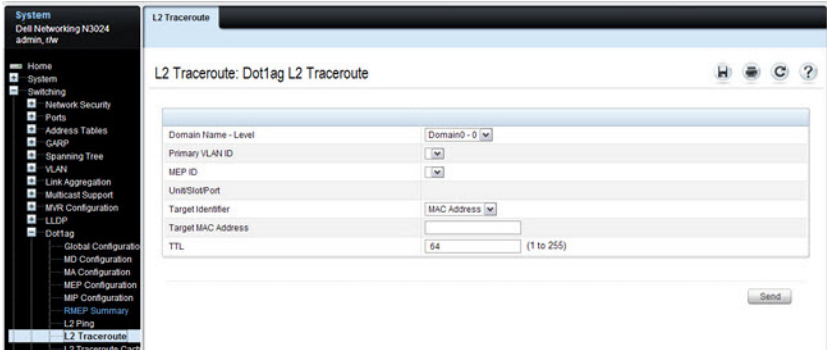 System
Dell Networking N3024
admin, r/w
Home
System
Switching
Network Security
Ports
Address Tables
GARP
Spanning Tree
VLAN
Link Aggregation
Multicast Support
MVR Configuration
LLDP
Dot1ag
Global Configuratio
MD Configuration
MA Configuration
MEP Configuration
MIP Configuration
RMEP Summary
L2 Ping
L2 Traceroute
L2 Traceroute Cach
L2 Traceroute
L2 Traceroute: Dot1ag L2 Traceroute
?
Domain Name - Level Domain0 - 0
Primary VLAN ID
MEP ID
Unit/Slot/Port
Target Identifier MAC Address
Target MAC Address
TTL 64 (1 to 255)
Send